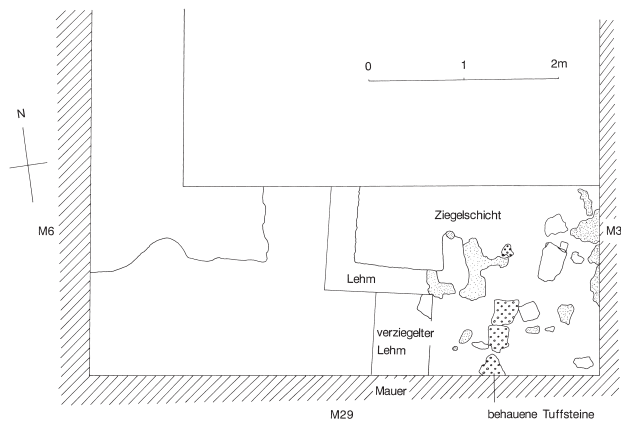 0 1 2m
N
Ziegelschicht
M6
M3
Lehm
verziegelter
Lehm
Mauer
M29
behauene Tuffsteine